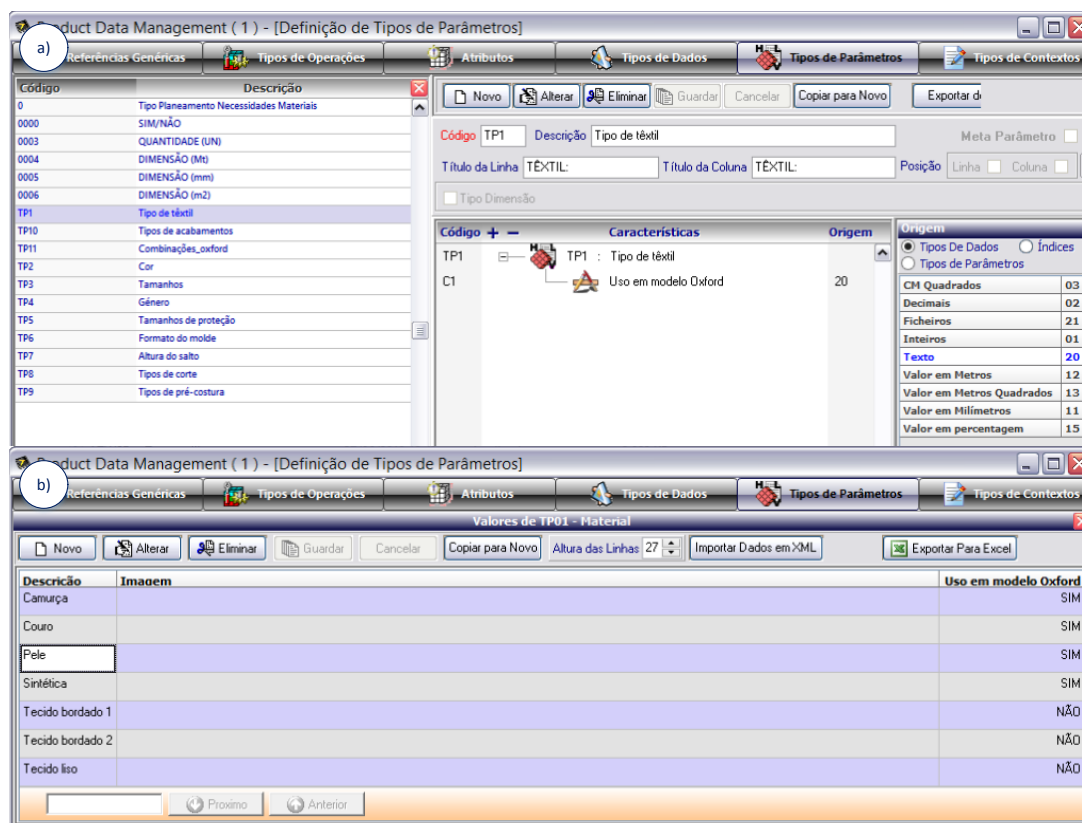 Product Data Management ( 1 ) - [Definição de Tipos de Parâmetros]
a)
Referências Genéricas Tipos de Operações Atributos Tipos de Dados Tipos de Parâmetros Tipos de Contextos
Código Descrição
0 Tipo Planeamento Necessidades Materiais
0000 SIM/NÃO
0003 QUANTIDADE (UN)
0004 DIMENSÃO (Mt)
0005 DIMENSÃO (mm)
0006 DIMENSÃO (m2)
TP1 Tipo de têxtil
TP10 Tipos de acabamentos
TP11 Combinações_oxford
TP2 Cor
TP3 Tamanhos
TP4 Género
TP5 Tamanhos de proteção
TP6 Formato do molde
TP7 Altura do salto
TP8 Tipos de corte
TP9 Tipos de pré-costura
Novo Alterar Eliminar Guardar Cancelar Copiar para Novo Exportar d
Código TP1 Descrição Tipo de têxtil Meta Parâmetro
Título da Linha TÊXTIL: Título da Coluna TÊXTIL: Posição Linha Coluna
Tipo Dimensão
Código + − Características Origem
TP1 TP1 : Tipo de têxtil
C1 Uso em modelo Oxford 20
Origem
Tipos De Dados Índices
Tipos de Parâmetros
CM Quadrados 03
Decimais 02
Ficheiros 21
Inteiros 01
Texto 20
Valor em Metros 12
Valor em Metros Quadrados 13
Valor em Milímetros 11
Valor em percentagem 15
Product Data Management ( 1 ) - [Definição de Tipos de Parâmetros]
b)
Referências Genéricas Tipos de Operações Atributos Tipos de Dados Tipos de Parâmetros Tipos de Contextos
Valores de TP01 - Material
Novo Alterar Eliminar Guardar Cancelar Copiar para Novo Altura das Linhas 27 Importar Dados em XML Exportar Para Excel
Descrição Imagem Uso em modelo Oxford
Camurça SIM
Couro SIM
Pele SIM
Sintética SIM
Tecido bordado 1 NÃO
Tecido bordado 2 NÃO
Tecido liso NÃO
Proximo Anterior